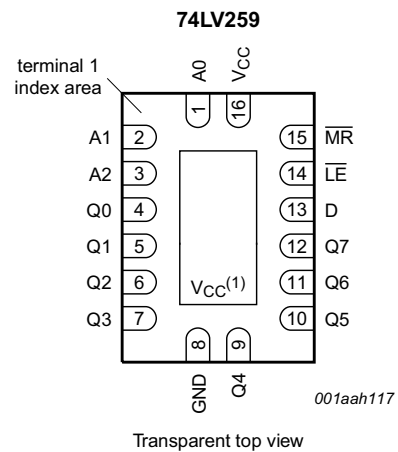 74LV259
terminal 1
index area
A0
VCC
1
16
A1 2
15 MR
A2 3
14 LE
Q0 4
13 D
Q1 5
12 Q7
Q2 6
11 Q6
Q3 7
10 Q5
VCC(1)
8
9
GND
Q4
001aah117
Transparent top view